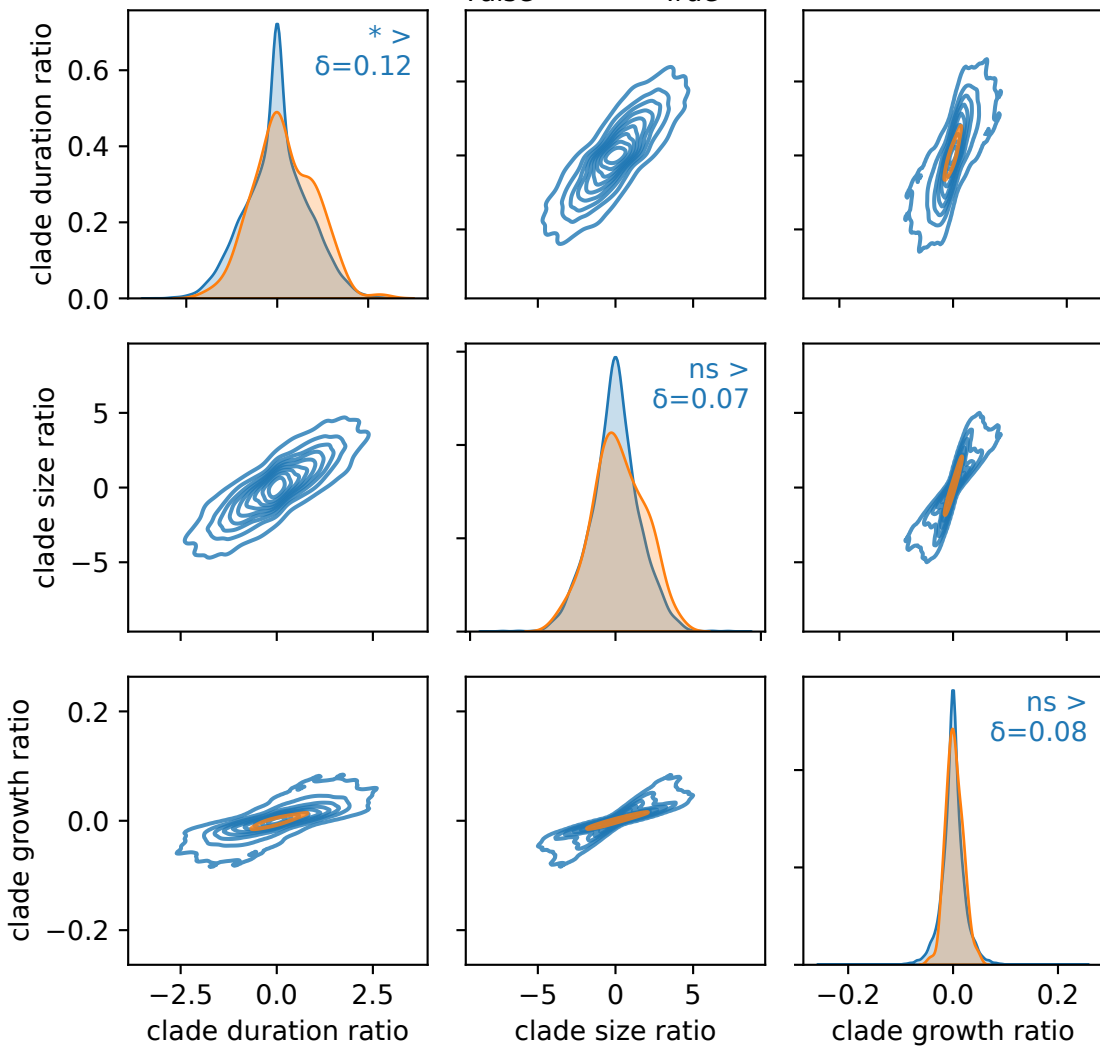 clade duration ratio
0.6
0.4
0.2
0.0
* >
δ=0.12
clade size ratio
5
0
−5
ns >
δ=0.07
clade growth ratio
0.2
0.0
−0.2
ns >
δ=0.08
−2.5 0.0 2.5
−5 0 5
−0.2 0.0 0.2
clade duration ratio
clade size ratio
clade growth ratio